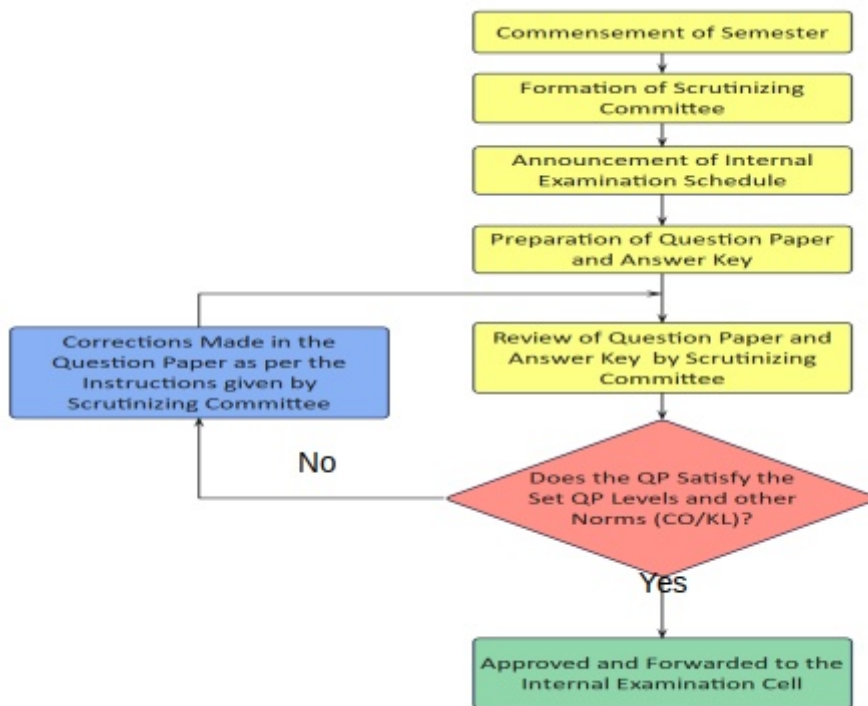 Commensement of Semester
Formation of Scrutinizing
Committee
Announcement of Internal
Examination Schedule
Preparation of Question Paper
and Answer Key
Corrections Made in the
Question Paper as per the
Instructions given by
Scrutinizing Committee
Review of Question Paper and
Answer Key by Scrutinizing
Committee
No
Does the QP Satisfy the
Set QP Levels and other
Norms (CO/KL)?
Yes
Approved and Forwarded to the
Internal Examination Cell